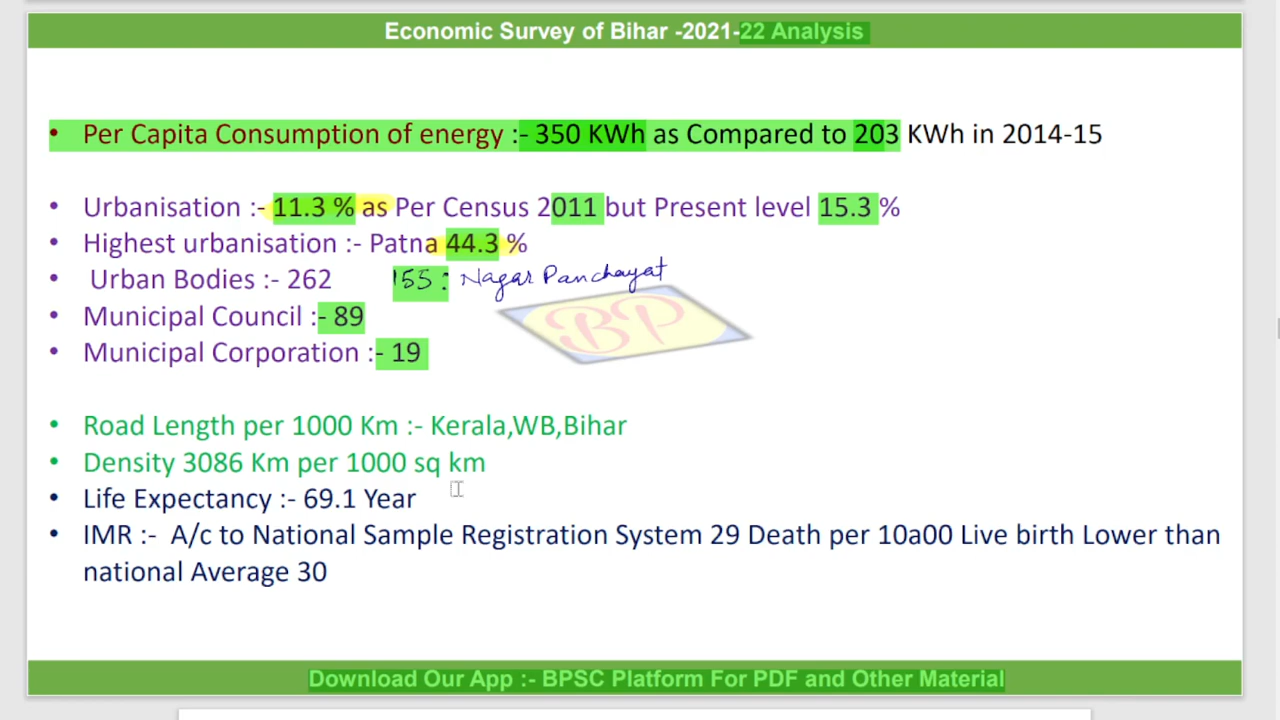 Economic Survey of Bihar -2021-22 Analysis
• Per Capita Consumption of energy :- 350 KWh as Compared to 203 KWh in 2014-15
• Urbanisation :- 11.3 % as Per Census 2011 but Present level 15.3 %
• Highest urbanisation :- Patna 44.3 %
• Urban Bodies :- 262 155 : Nagar Panchayat
• Municipal Council :- 89
BP
• Municipal Corporation :- 19
• Road Length per 1000 Km :- Kerala,WB,Bihar
• Density 3086 Km per 1000 sq km
• Life Expectancy :- 69.1 Year
• IMR :- A/c to National Sample Registration System 29 Death per 10a00 Live birth Lower than
national Average 30
Download Our App :- BPSC Platform For PDF and Other Material